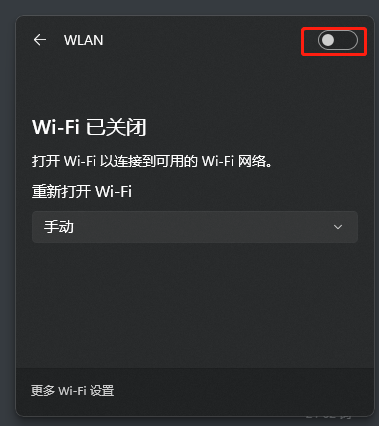 WLAN
Wi-Fi 已关闭
打开 Wi-Fi 以连接到可用的 Wi-Fi 网络。
重新打开 Wi-Fi
手动
更多 Wi-Fi 设置